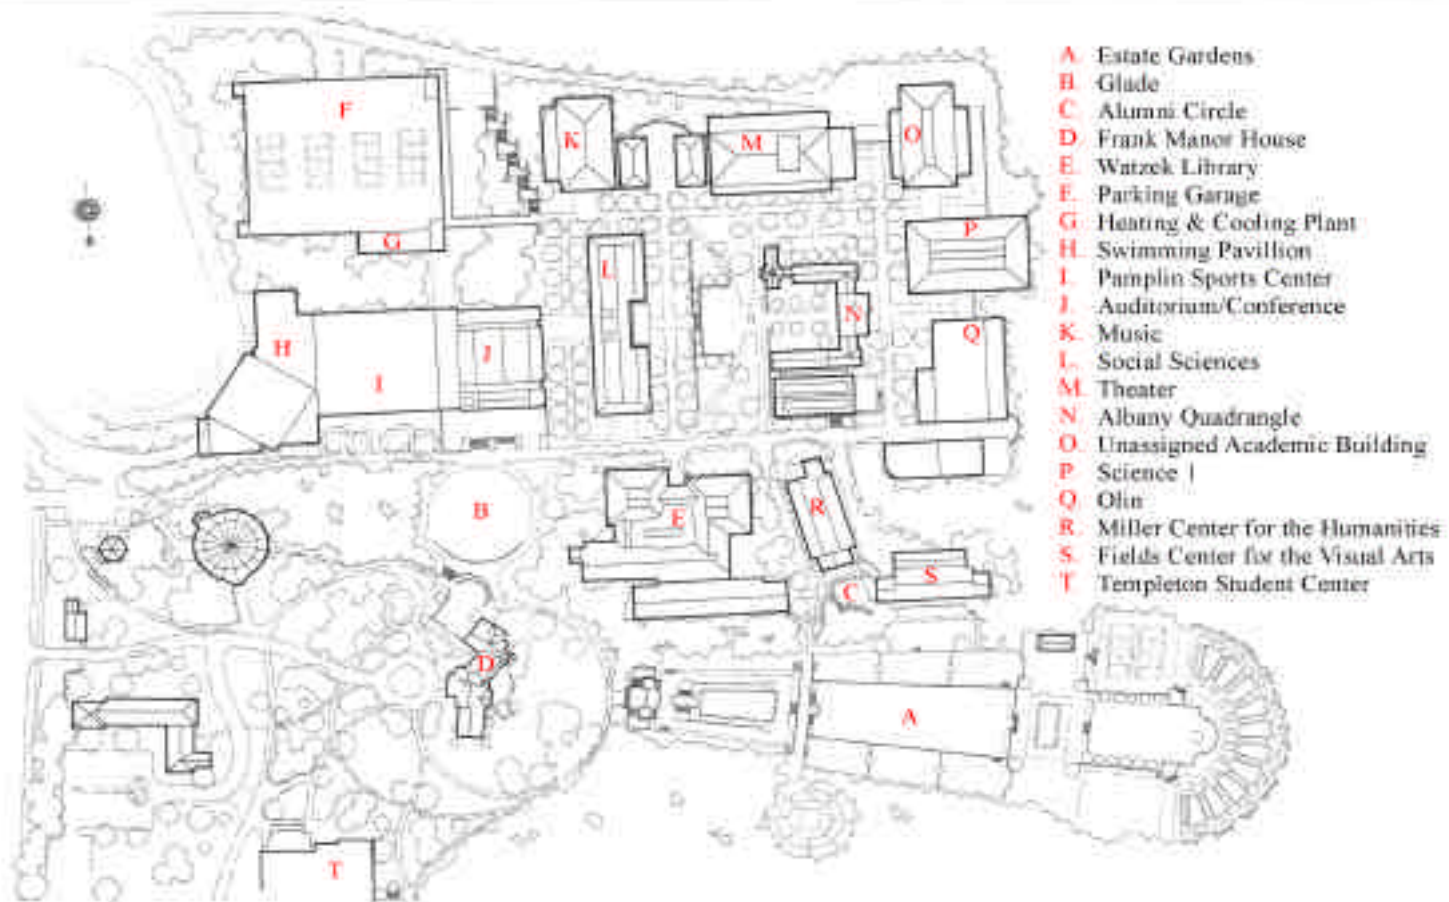 A. Estate Gardens
B. Glade
C. Alumni Circle
D. Frank Manor House
E. Watzek Library
F. Parking Garage
G. Heating & Cooling Plant
H. Swimming Pavillion
I. Pamplin Sports Center
J. Auditorium/Conference
K. Music
L. Social Sciences
M. Theater
N. Albany Quadrangle
O. Unassigned Academic Building
P. Science 1
Q. Olin
R. Miller Center for the Humanities
S. Fields Center for the Visual Arts
T. Templeton Student Center
F
K
M
O
G
L
P
N
Q
H
I
J
B
E
R
S
C
D
A
T